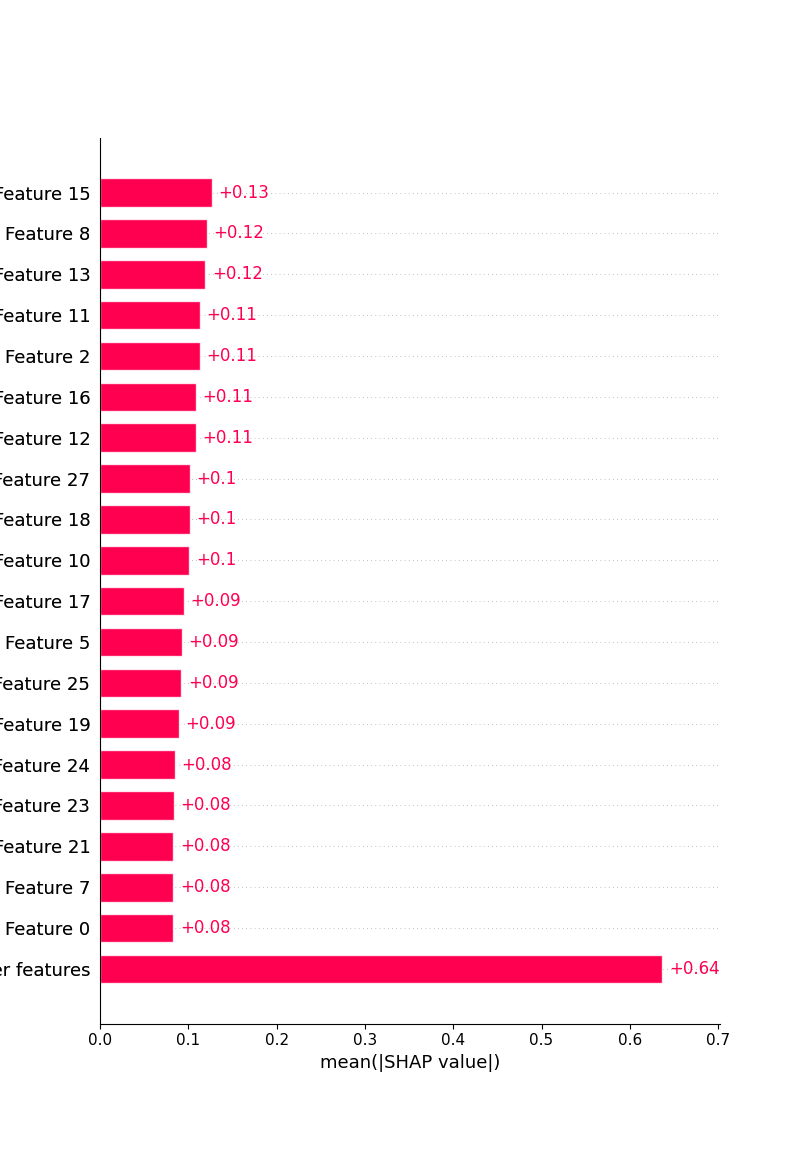 Feature 15 +0.13
Feature 8 +0.12
Feature 13 +0.12
Feature 11 +0.11
Feature 2 +0.11
Feature 16 +0.11
Feature 12 +0.11
Feature 27 +0.1
Feature 18 +0.1
Feature 10 +0.1
Feature 17 +0.09
Feature 5 +0.09
Feature 25 +0.09
Feature 19 +0.09
Feature 24 +0.08
Feature 23 +0.08
Feature 21 +0.08
Feature 7 +0.08
Feature 0 +0.08
features +0.64
0.0 0.1 0.2 0.3 0.4 0.5 0.6 0.7
mean(|SHAP value|)